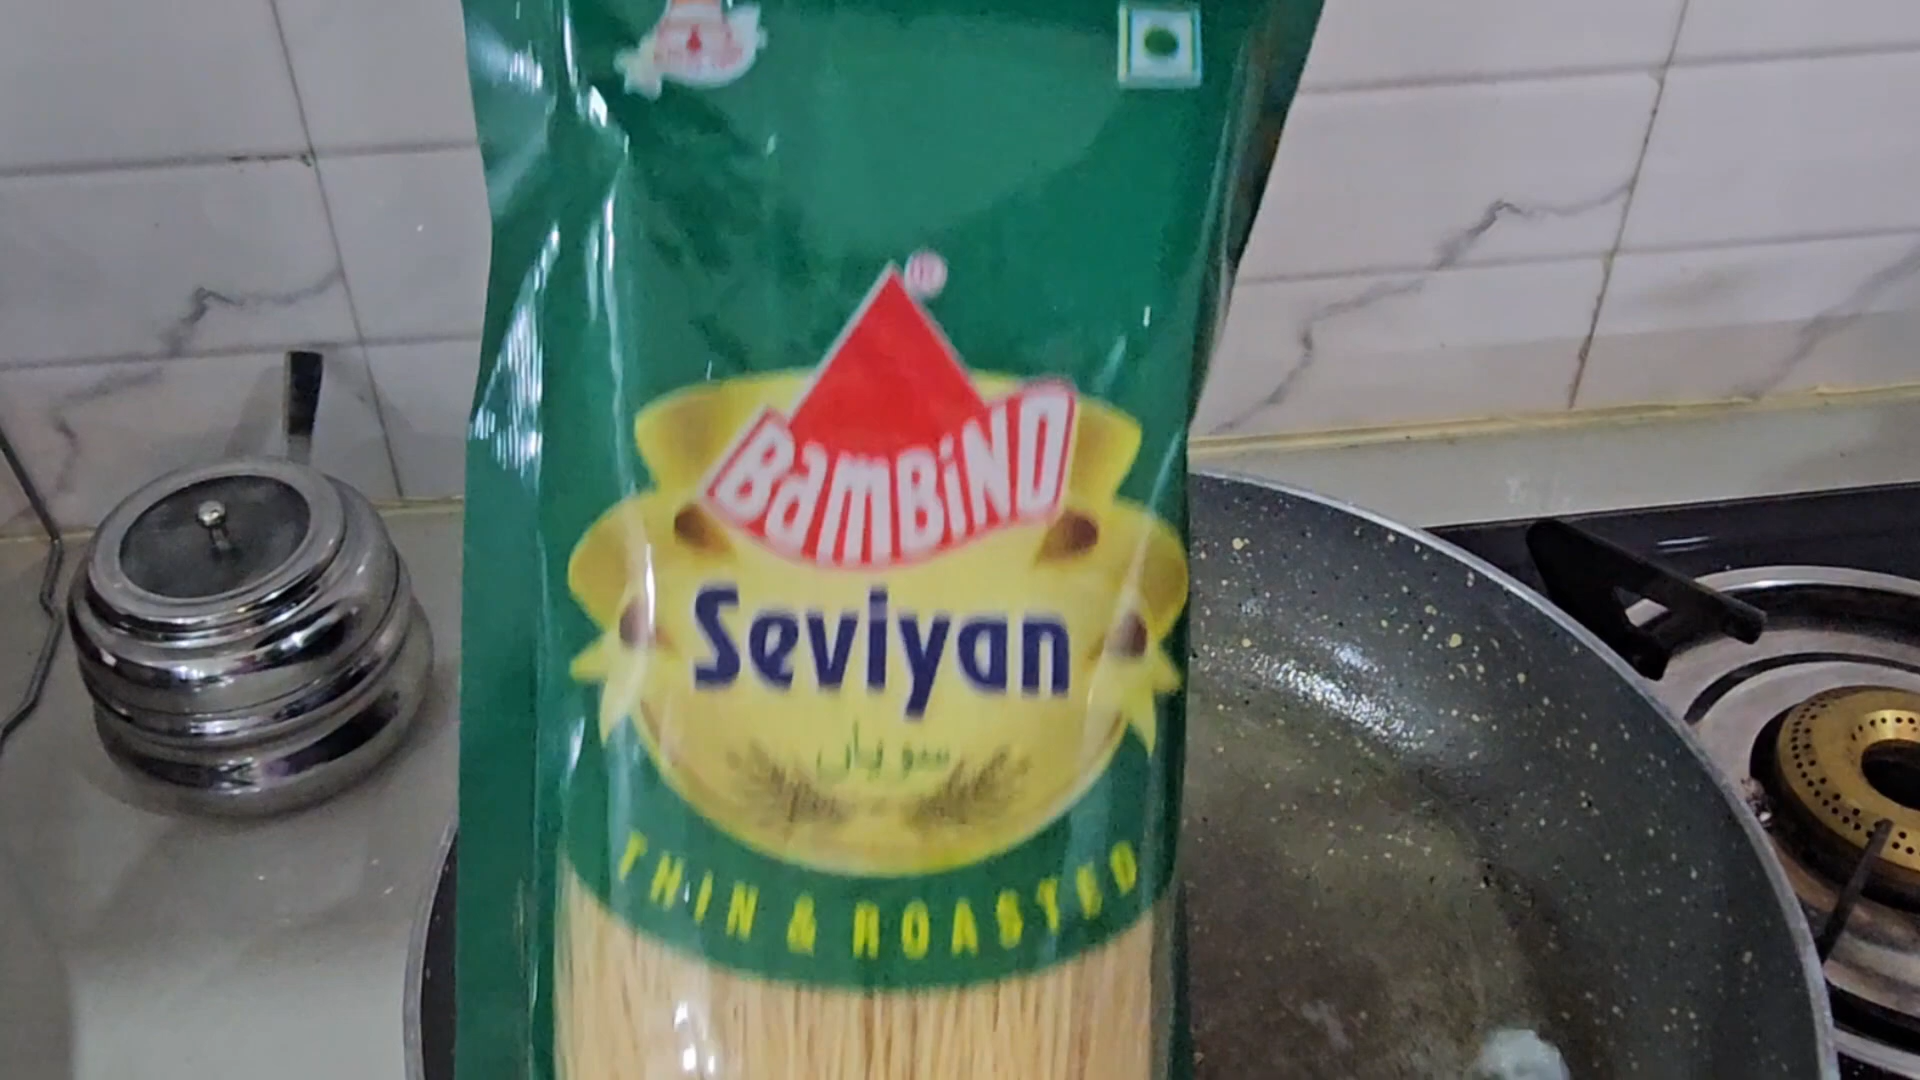 BAMBINO
Seviyan
سویاں
THIN & ROASTED